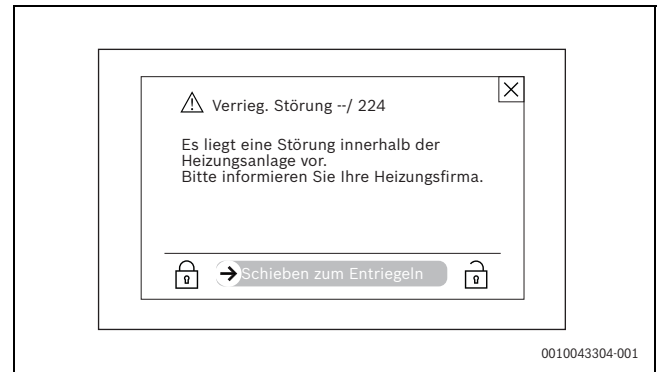 Verrieg. Störung --/ 224
Es liegt eine Störung innerhalb der
Heizungsanlage vor.
Bitte informieren Sie Ihre Heizungsfirma.
Schieben zum Entriegeln
0010043304-001